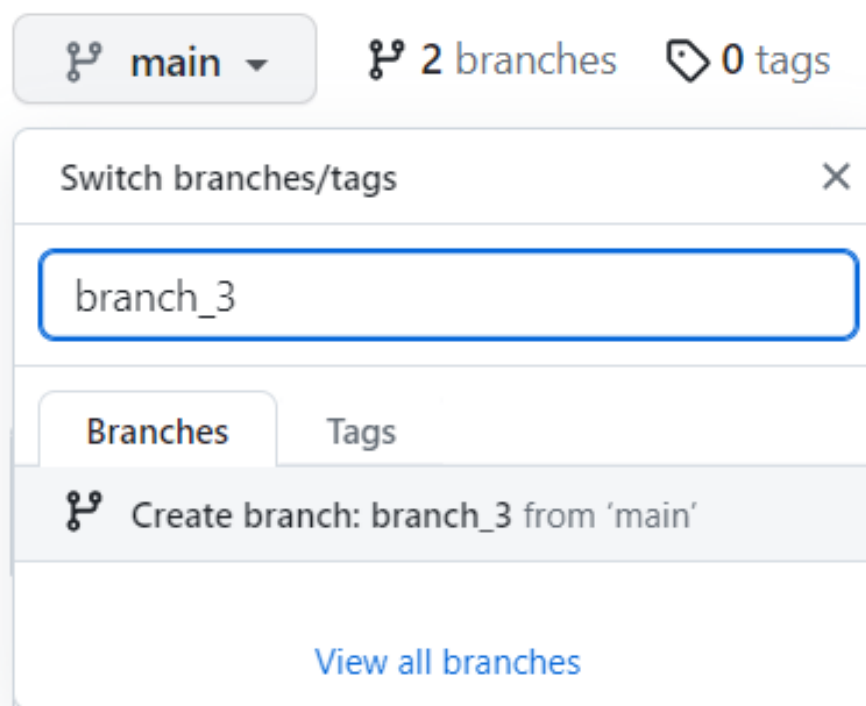 main 2 branches 0 tags
Switch branches/tags
branch_3
Branches Tags
Create branch: branch_3 from ‘main’
View all branches